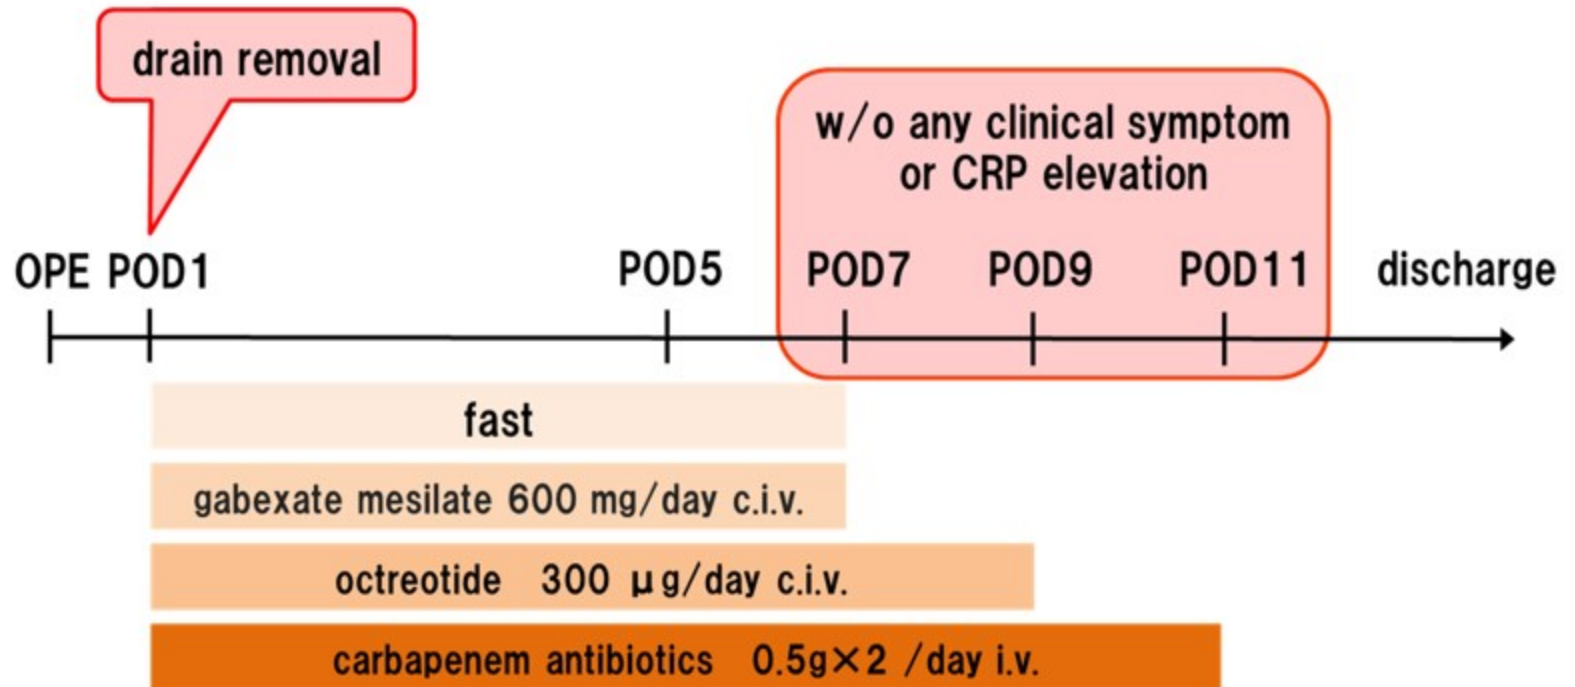 drain removal
w/o any clinical symptom
or CRP elevation
OPE POD1 POD5 POD7 POD9 POD11 discharge
fast
gabexate mesilate 600 mg/day c.i.v.
octreotide 300 μg/day c.i.v.
carbapenem antibiotics 0.5g×2 /day i.v.